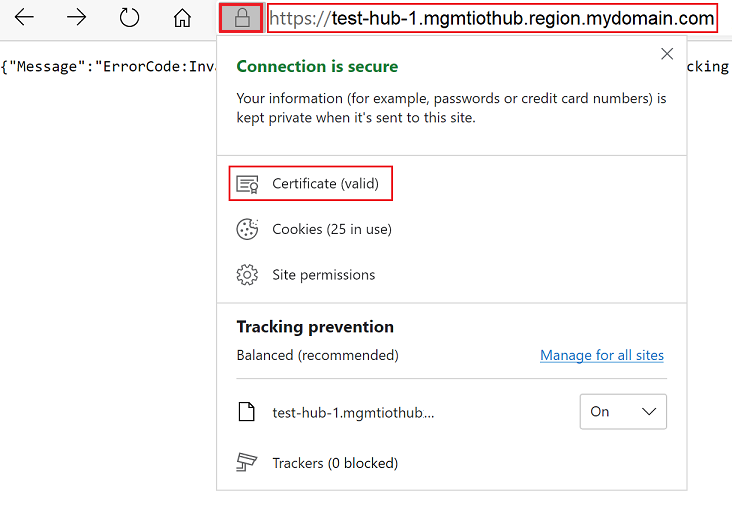 https://test-hub-1.mgmtiothub.region.mydomain.com
{"Message":"ErrorCode:Inv cking
Connection is secure
Your information (for example, passwords or credit card numbers) is
kept private when it's sent to this site.
Certificate (valid)
Cookies (25 in use)
Site permissions
Tracking prevention
Balanced (recommended) Manage for all sites
test-hub-1.mgmtiothub... On
Trackers (0 blocked)